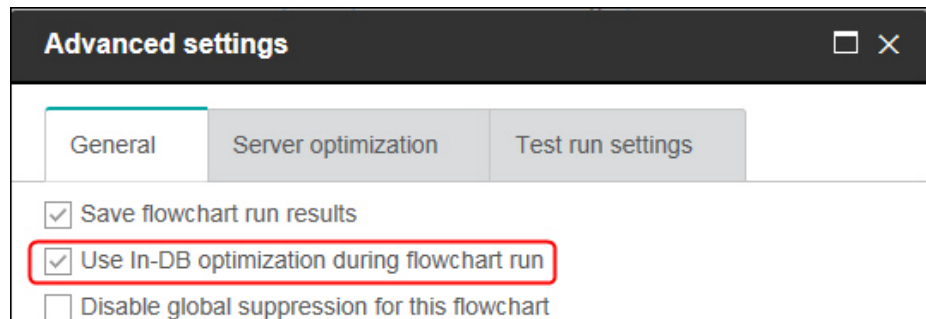 Advanced settings
General Server optimization Test run settings
Save flowchart run results
Use In-DB optimization during flowchart run
Disable global suppression for this flowchart